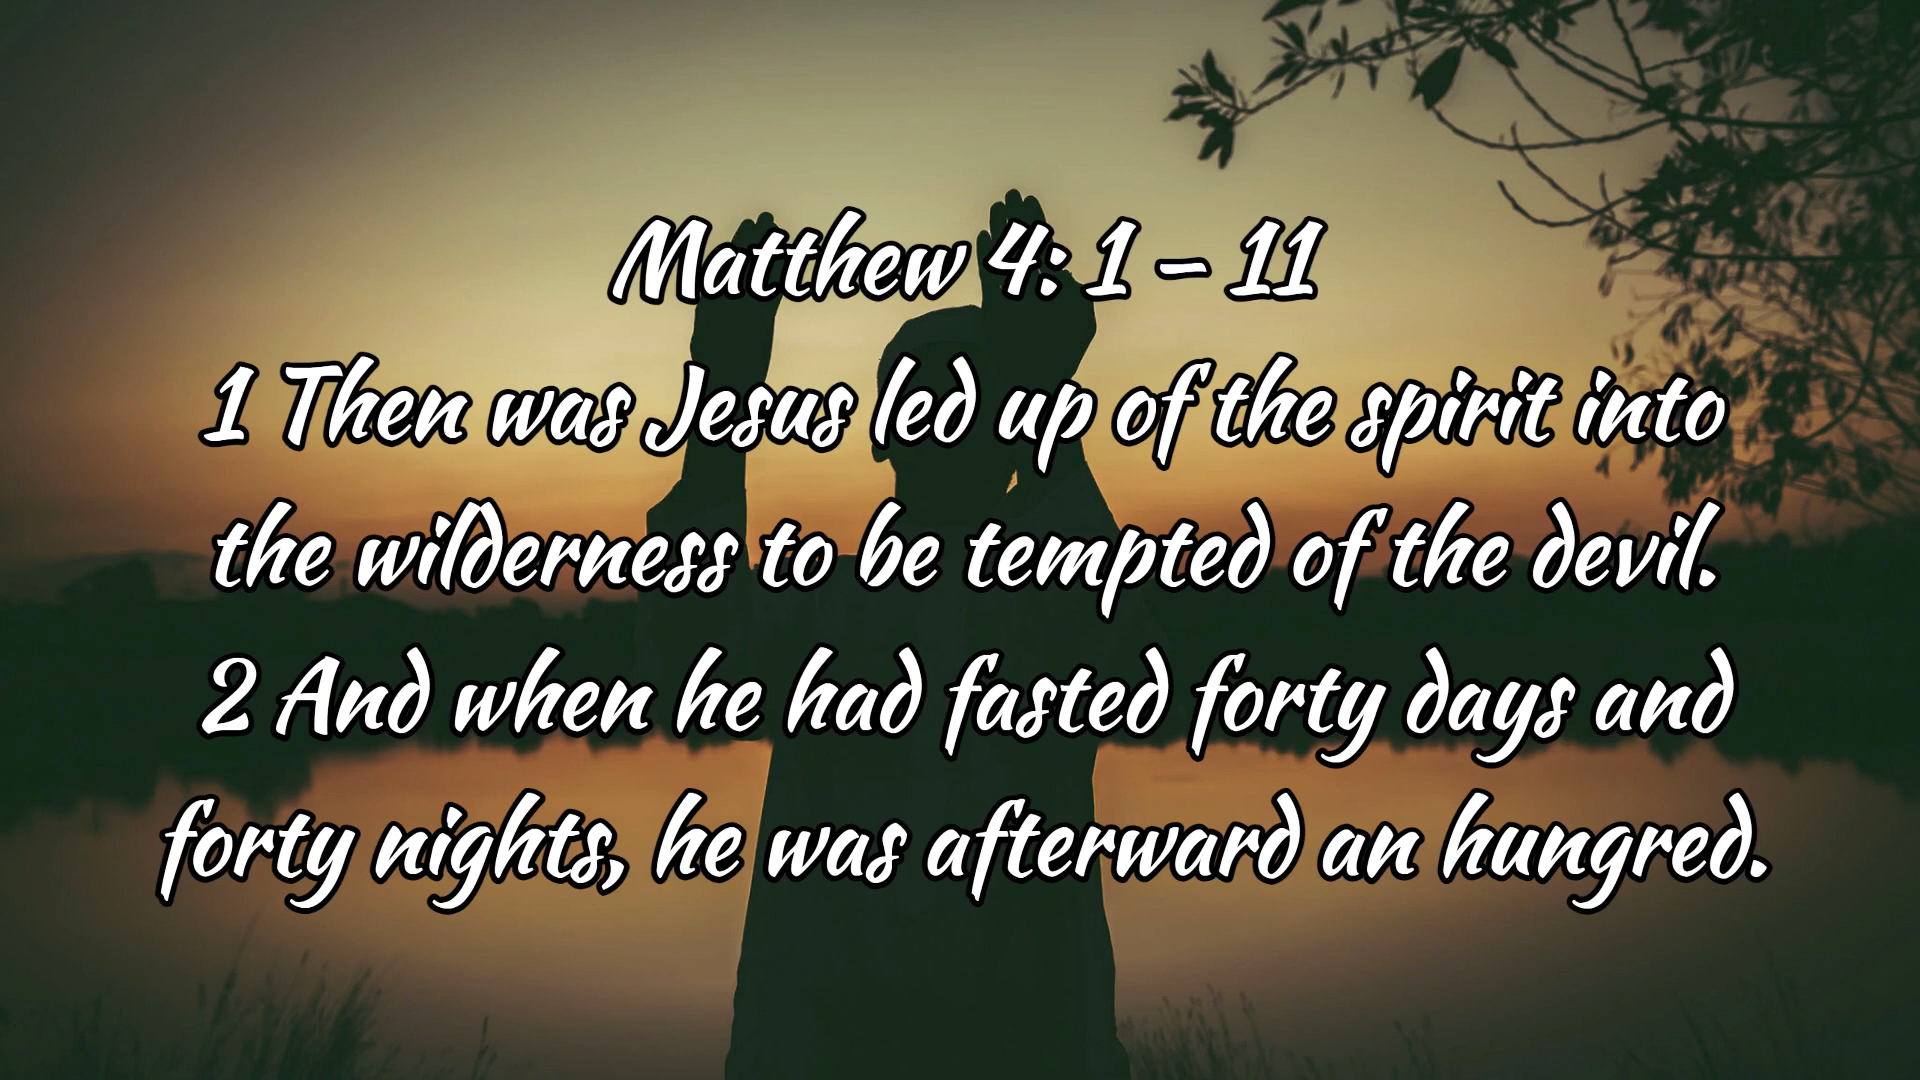 Matthew 4: 1 – 11
1 Then was Jesus led up of the spirit into
the wilderness to be tempted of the devil.
2 And when he had fasted forty days and
forty nights, he was afterward an hungred.